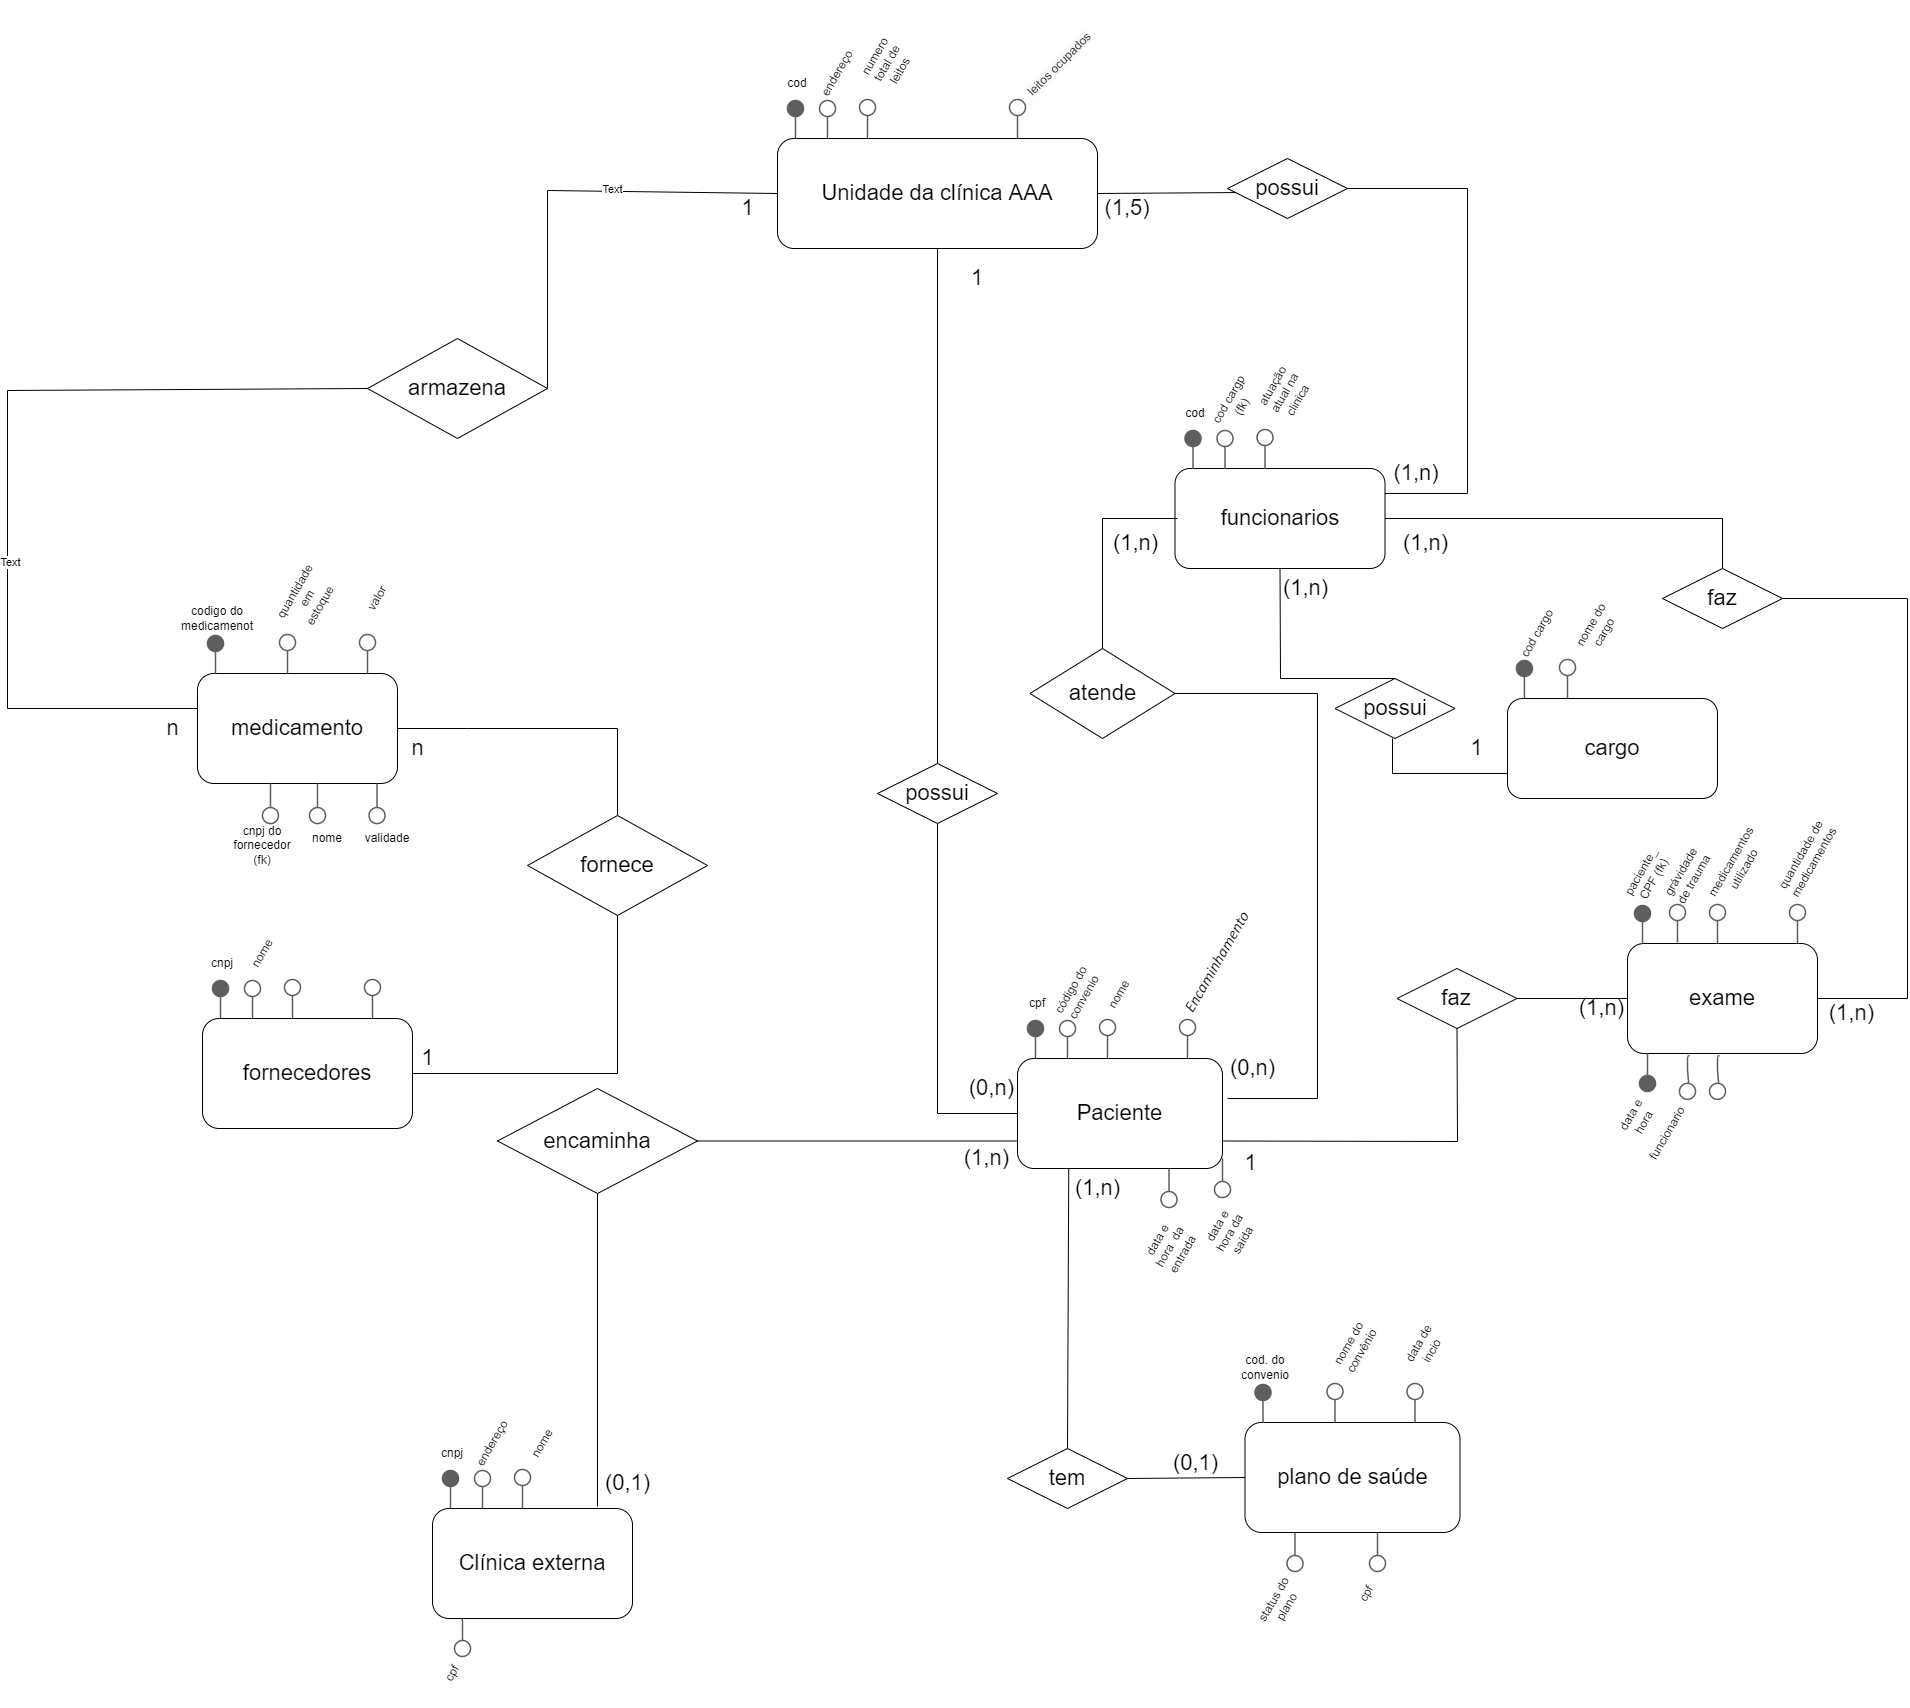 cod
endereço
numero
total de
leitos
leitos ocupados
Unidade da clínica AAA
possui
Text
1
(1,5)
1
armazena
cod
cod cargp
(fk)
atuação
atual na
clinica
funcionarios
(1,n)
(1,n)
(1,n)
(1,n)
faz
Text
codigo do
medicamenot
quantidade
em
estoque
valor
medicamento
n
n
cnpj do
fornecedor
(fk)
nome
validade
atende
possui
cod cargo
nome do
cargo
cargo
1
possui
fornece
cnpj
nome
fornecedores
1
paciente_
CPF (fk)
grávidade
de trauma
medicamentos
utilizado
quantidade de
medicamentos
exame
(1,n)
(1,n)
data e
hora
funcionario
faz
cpf
código do
convenio
nome
Encaminhamento
Paciente
(0,n)
(0,n)
(1,n)
(1,n)
1
data e
hora da
entrada
data e
hora da
saída
encaminha
cod. do
convenio
nome do
convênio
data de
incio
plano de saúde
tem
(0,1)
status do
plano
cpf
cnpj
endereço
nome
(0,1)
Clínica externa
cpf